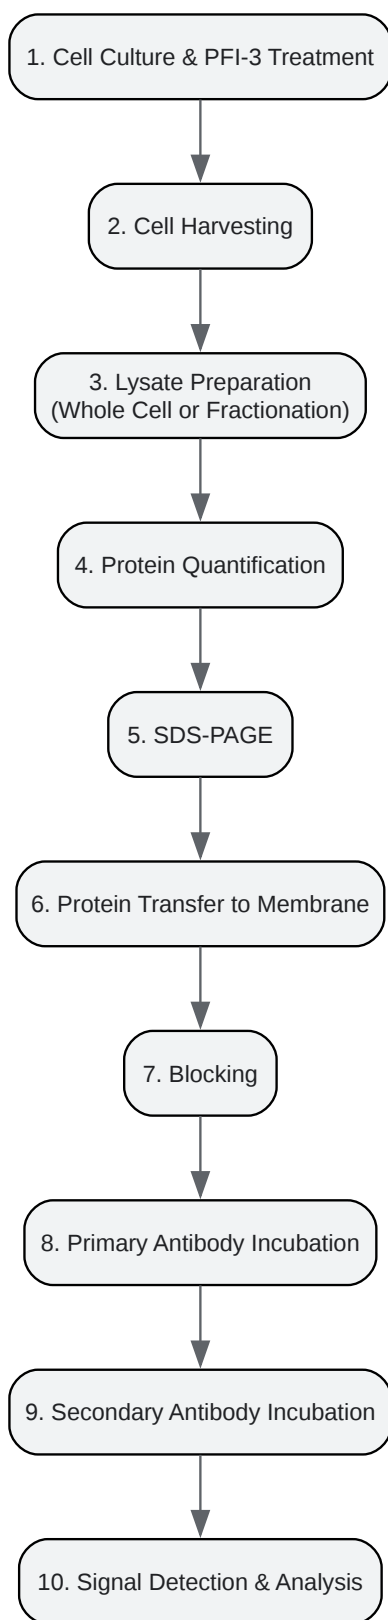 1. Cell Culture & PFI-3 Treatment
2. Cell Harvesting
3. Lysate Preparation
(Whole Cell or Fractionation)
4. Protein Quantification
5. SDS-PAGE
6. Protein Transfer to Membrane
7. Blocking
8. Primary Antibody Incubation
9. Secondary Antibody Incubation
10. Signal Detection & Analysis